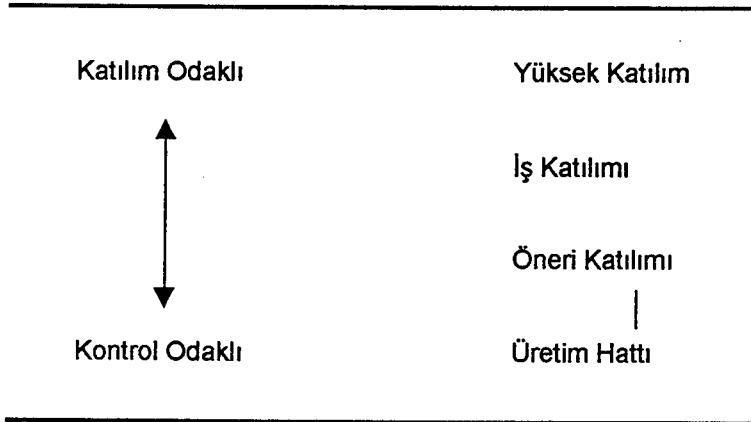 Katılım Odaklı
Yüksek Katılım
İş Katılımı
Öneri Katılımı
Kontrol Odaklı
Üretim Hattı